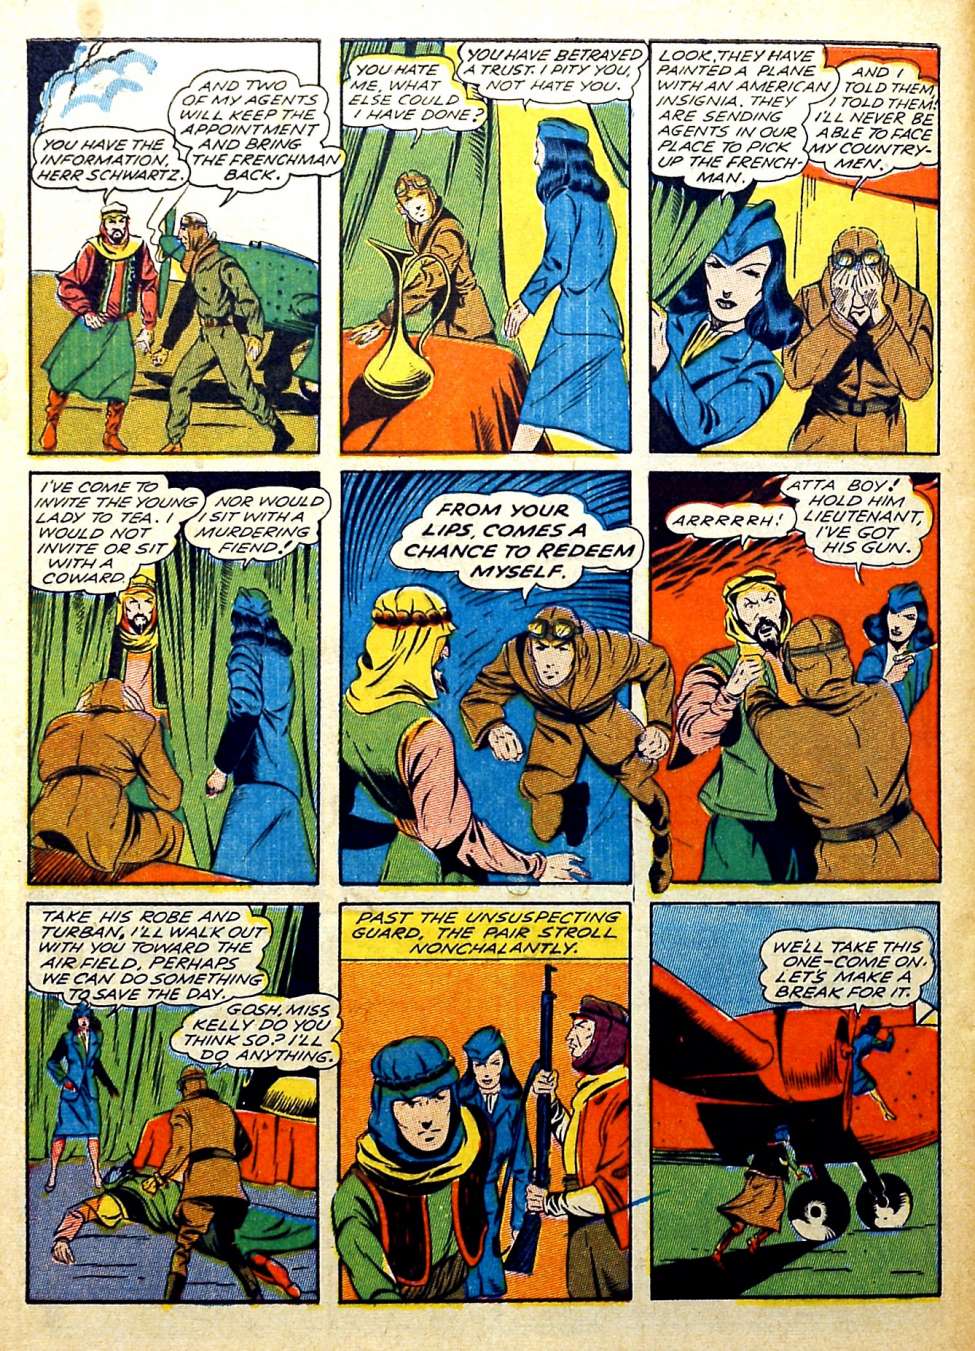 YOU HAVE THE
INFORMATION,
HERR SCHWARTZ.
AND TWO
OF MY AGENTS
WILL KEEP THE
APPOINTMENT
AND BRING
THE FRENCHMAN
BACK.
YOU HATE
ME, WHAT
ELSE COULD
I HAVE DONE?
YOU HAVE BETRAYED
A TRUST. I PITY YOU,
NOT HATE YOU.
LOOK, THEY HAVE
PAINTED A PLANE
WITH AN AMERICAN
INSIGNIA. THEY
ARE SENDING
AGENTS IN OUR
PLACE TO PICK
UP THE FRENCH-
MAN.
AND I
TOLD THEM,
I TOLD THEM!
I'LL NEVER BE
ABLE TO FACE
MY COUNTRY-
MEN.
I'VE COME TO
INVITE THE YOUNG
LADY TO TEA. I
WOULD NOT
INVITE OR SIT
WITH A
COWARD.
NOR WOULD
I SIT WITH A
MURDERING
FIEND!
FROM YOUR
LIPS, COMES A
CHANCE TO REDEEM
MYSELF.
ARRRRRH!
ATTA BOY!
HOLD HIM
LIEUTENANT,
I'VE GOT
HIS GUN.
TAKE HIS ROBE AND
TURBAN, I'LL WALK OUT
WITH YOU TOWARD THE
AIR FIELD, PERHAPS
WE CAN DO SOMETHING
TO SAVE THE DAY.
GOSH, MISS
KELLY DO YOU
THINK SO? I'LL
DO ANYTHING.
PAST THE UNSUSPECTING
GUARD, THE PAIR STROLL
NONCHALANTLY.
WE'LL TAKE THIS
ONE-COME ON.
LET'S MAKE A
BREAK FOR IT.